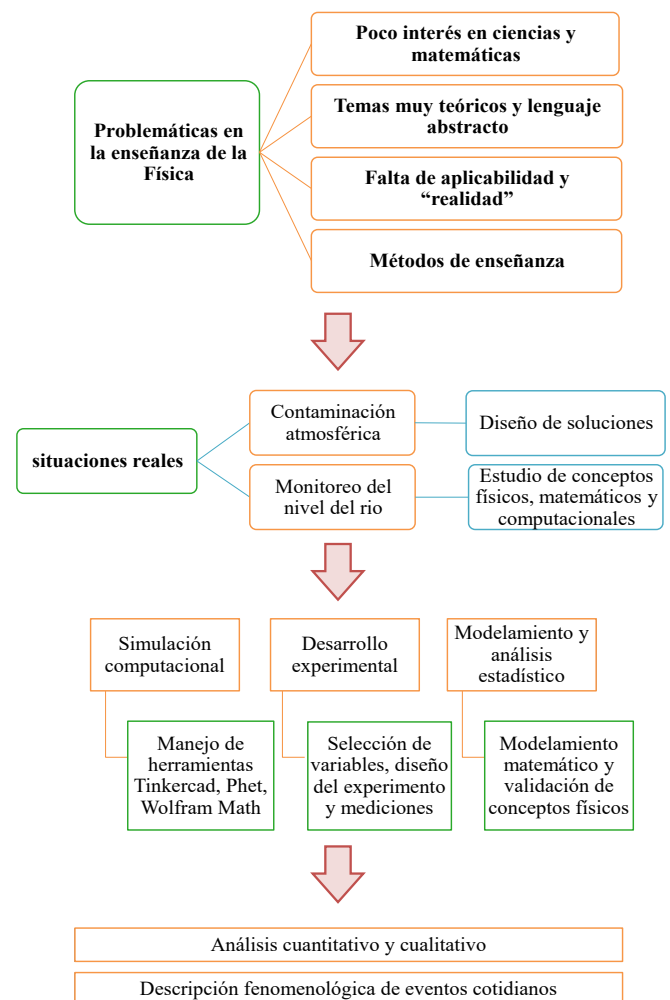 Poco interés en ciencias y
matemáticas
Problemáticas en
la enseñanza de la
Física
Temas muy teóricos y lenguaje
abstracto
Falta de aplicabilidad y
“realidad”
Métodos de enseñanza
situaciones reales
Contaminación
atmosférica
Diseño de soluciones
Monitoreo del
nivel del rio
Estudio de conceptos
físicos, matemáticos y
computacionales
Simulación
computacional
Desarrollo
experimental
Modelamiento y
análisis
estadístico
Manejo de
herramientas
Tinkercad, Phet,
Wolfram Math
Selección de
variables, diseño
del experimento
y mediciones
Modelamiento
matemático y
validación de
conceptos físicos
Análisis cuantitativo y cualitativo
Descripción fenomenológica de eventos cotidianos